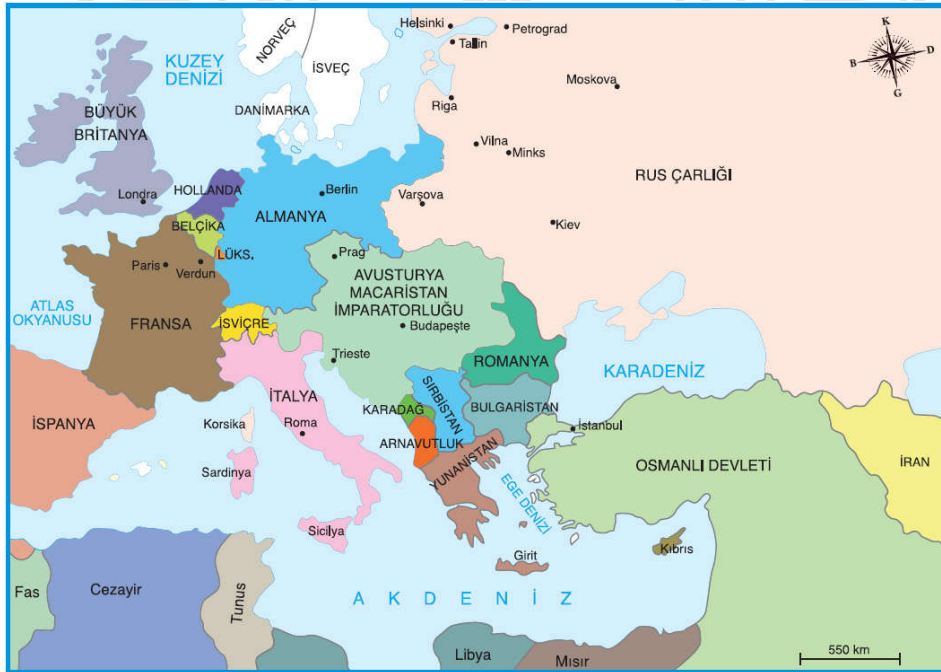 Helsinki
Petrograd
NORVEÇ
Talin
K
B
D
G
KUZEY
DENİZİ
İSVEÇ
Moskova
DANİMARKA
Riga
BÜYÜK
BRİTANYA
Vilna
Minks
RUS ÇARLIĞI
Londra
HOLLANDA
Berlin
Varşova
ALMANYA
Kiev
BELÇİKA
LÜKS.
Prag
Paris
Verdun
AVUSTURYA
MACARİSTAN
İMPARATORLUĞU
ATLAS
OKYANUSU
FRANSA
İSVİÇRE
Budapeşte
Trieste
ROMANYA
KARADENİZ
İTALYA
SIRBİSTAN
KARADAĞ
BULGARİSTAN
İSPANYA
Korsika
Roma
ARNAVUTLUK
İstanbul
YUNANİSTAN
OSMANLI DEVLETİ
İRAN
Sardinya
EGE DENİZİ
Sicilya
Girit
Kıbrıs
Fas
Cezayir
Tunus
A K D E N İ Z
Libya
Mısır
550 km